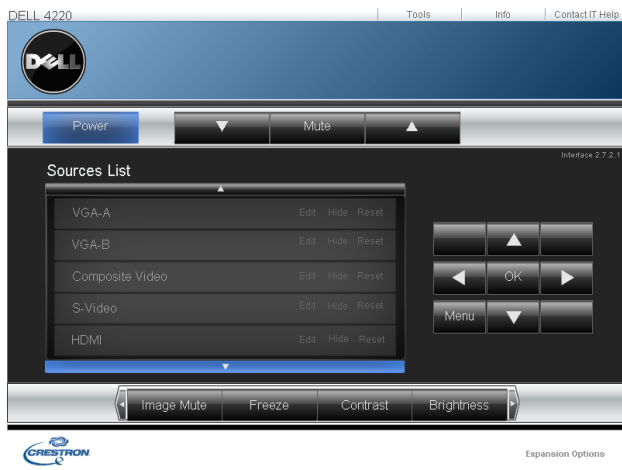 DELL 4220 Tools Info Contact IT Help
DELL
Power Mute
Interface 2.7.2.1
Sources List
VGA-A Edit Hide Reset
VGA-B Edit Hide Reset
Composite Video Edit Hide Reset
S-Video Edit Hide Reset
HDMI Edit Hide Reset
OK
Menu
Image Mute Freeze Contrast Brightness
CRESTRON Expansion Options